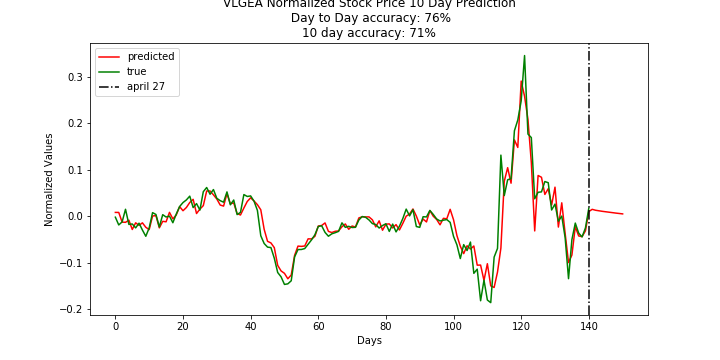 VLGEA Normalized Stock Price 10 Day Prediction
Day to Day accuracy: 76%
10 day accuracy: 71%
predicted
true
april 27
Normalized Values
0.3
0.2
0.1
0.0
−0.1
−0.2
0 20 40 60 80 100 120 140
Days